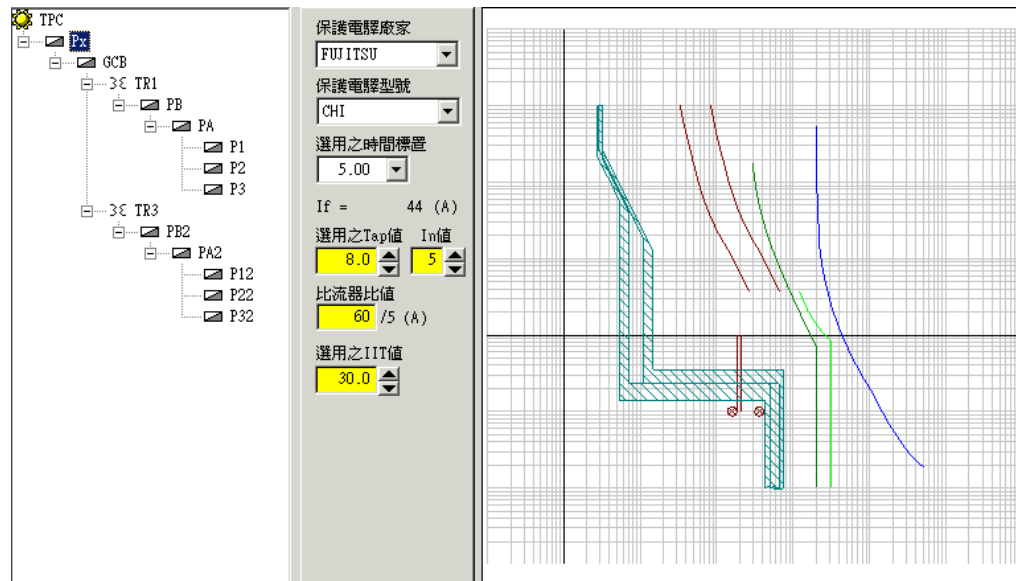 TPC
Px
GCB
TR1
PB
PA
P1
P2
P3
TR3
PB2
PA2
P12
P22
P32
保護電驛廠家
FUJITSU
保護電驛型號
CHI
選用之時間標置
5.00
If = 44 (A)
選用之Tap值 In值
8.0 5
比流器比值
60 /5 (A)
選用之IIT值
30.0